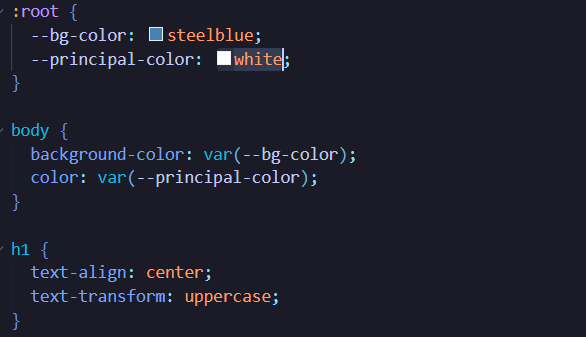 :root {
  --bg-color: steelblue;
  --principal-color: white;
}

body {
  background-color: var(--bg-color);
  color: var(--principal-color);
}

h1 {
  text-align: center;
  text-transform: uppercase;
}